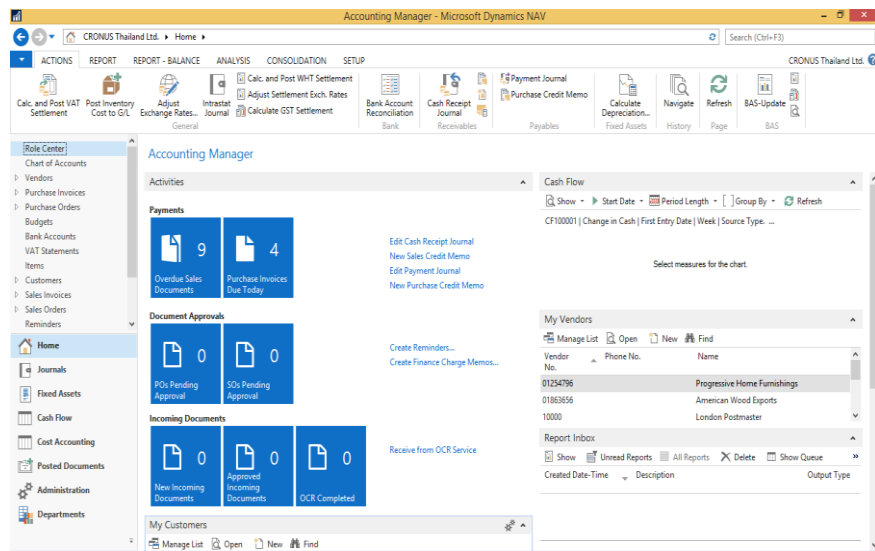 Accounting Manager - Microsoft Dynamics NAV
CRONUS Thailand Ltd. Home
Search (Ctrl+F3)
ACTIONS REPORT REPORT - BALANCE ANALYSIS CONSOLIDATION SETUP
CRONUS Thailand Ltd.
Calc. and Post VAT Settlement
Post Inventory Cost to G/L
Adjust Exchange Rates...
Intrastat Journal
Calc. and Post WHT Settlement
Adjust Settlement Exch. Rates
Calculate GST Settlement
General
Bank Account Reconciliation
Bank
Cash Receipt Journal
Receivables
Payment Journal
Purchase Credit Memo
Payables
Calculate Depreciation...
Fixed Assets
Navigate
History
Refresh
Page
BAS-Update
BAS
Role Center
Chart of Accounts
Vendors
Purchase Invoices
Purchase Orders
Budgets
Bank Accounts
VAT Statements
Items
Customers
Sales Invoices
Sales Orders
Reminders
Home
Journals
Fixed Assets
Cash Flow
Cost Accounting
Posted Documents
Administration
Departments
Accounting Manager
Activities
Payments
9
Overdue Sales
Documents
4
Purchase Invoices
Due Today
Edit Cash Receipt Journal
New Sales Credit Memo
Edit Payment Journal
New Purchase Credit Memo
Document Approvals
0
POs Pending
Approval
0
SOs Pending
Approval
Create Reminders...
Create Finance Charge Memos...
Incoming Documents
0
New Incoming
Documents
0
Approved
Incoming
Documents
0
OCR Completed
Receive from OCR Service
My Customers
Manage List Open New Find
Cash Flow
Show Start Date Period Length [ ] Group By Refresh
CF100001 | Change in Cash | First Entry Date | Week | Source Type. ...
Select measures for the chart.
My Vendors
Manage List Open New Find
Vendor No. Phone No. Name
01254796 Progressive Home Furnishings
01863656 American Wood Exports
10000 London Postmaster
Report Inbox
Show Unread Reports All Reports Delete Show Queue »
Created Date-Time Description Output Type